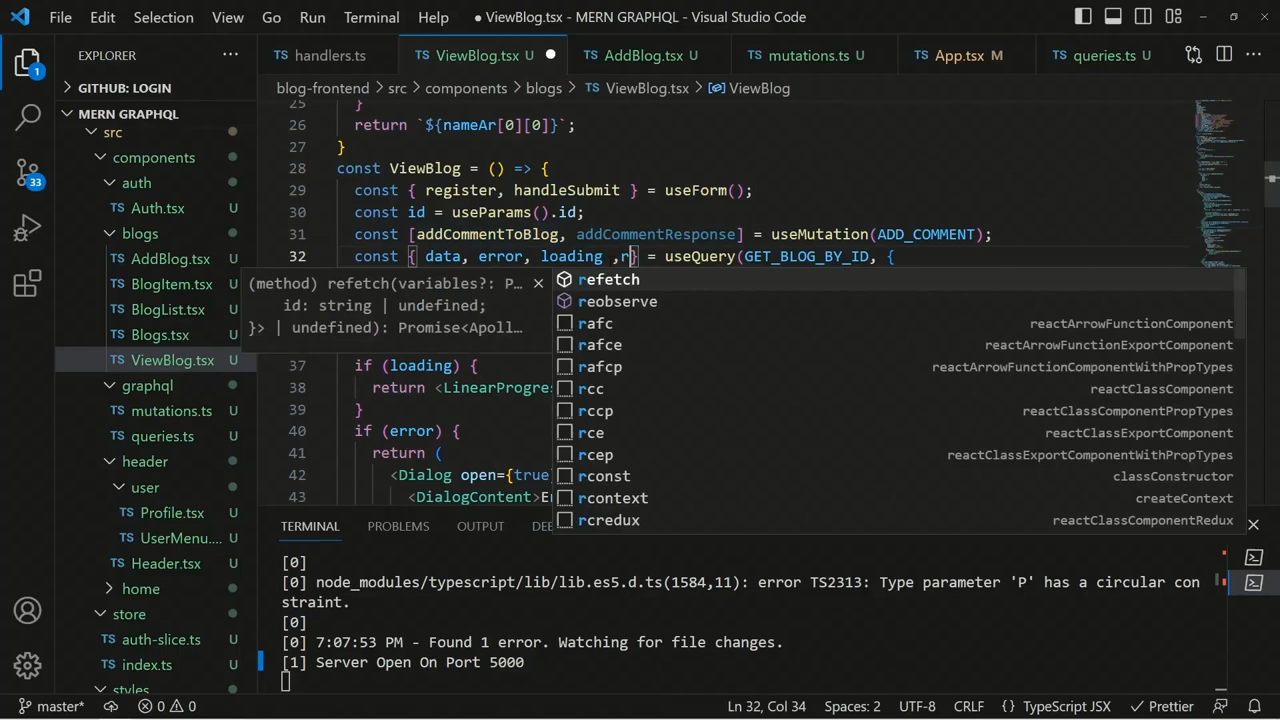 File Edit Selection View Go Run Terminal Help ● ViewBlog.tsx - MERN GRAPHQL - Visual Studio Code
EXPLORER ···
TS handlers.ts TS ViewBlog.tsx U ● TS AddBlog.tsx U TS mutations.ts U TS App.tsx M TS queries.ts U ···
1
GITHUB: LOGIN
blog-frontend > src > components > blogs > TS ViewBlog.tsx > ViewBlog
MERN GRAPHQL
src
components
auth
TS Auth.tsx U
blogs
TS AddBlog.tsx U
TS BlogItem.tsx U
TS BlogList.tsx U
TS Blogs.tsx U
TS ViewBlog.tsx U
graphql
TS mutations.ts U
TS queries.ts U
header
user
TS Profile.tsx U
TS UserMenu.... U
TS Header.tsx U
home
store
TS auth-slice.ts U
TS index.ts U
styles
33
25 }
26 return `${nameAr[0][0]}`;
27 }
28 const ViewBlog = () => {
29 const { register, handleSubmit } = useForm();
30 const id = useParams().id;
31 const [addCommentToBlog, addCommentResponse] = useMutation(ADD_COMMENT);
32 const { data, error, loading ,r} = useQuery(GET_BLOG_BY_ID, {
(method) refetch(variables?: P…
id: string | undefined;
}> | undefined): Promise<Apoll…
refetch
reobserve
rafc reactArrowFunctionComponent
rafce reactArrowFunctionExportComponent
rafcp reactArrowFunctionComponentWithPropTypes
rcc reactClassComponent
rccp reactClassComponentPropTypes
rce reactClassExportComponent
rcep reactClassExportComponentWithPropTypes
rconst classConstructor
rcontext createContext
rcredux reactClassComponentRedux
37 if (loading) {
38 return <LinearProgres
39 }
40 if (error) {
41 return (
42 <Dialog open={true}
43 <DialogContent>Er
TERMINAL PROBLEMS OUTPUT DEB
[0]
[0] node_modules/typescript/lib/lib.es5.d.ts(1584,11): error TS2313: Type parameter 'P' has a circular con
straint.
[0]
[0] 7:07:53 PM - Found 1 error. Watching for file changes.
[1] Server Open On Port 5000
master* 0 0 Ln 32, Col 34 Spaces: 2 UTF-8 CRLF {} TypeScript JSX Prettier